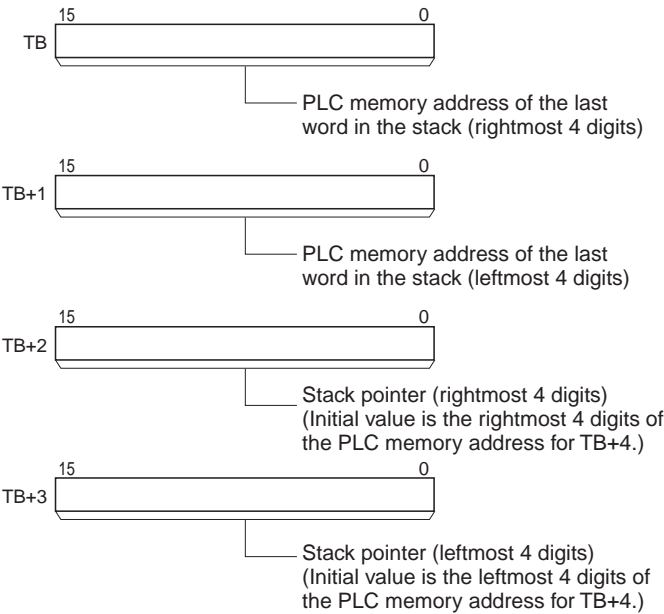 15 0
TB
PLC memory address of the last
word in the stack (rightmost 4 digits)
15 0
TB+1
PLC memory address of the last
word in the stack (leftmost 4 digits)
15 0
TB+2
Stack pointer (rightmost 4 digits)
(Initial value is the rightmost 4 digits of
the PLC memory address for TB+4.)
15 0
TB+3
Stack pointer (leftmost 4 digits)
(Initial value is the leftmost 4 digits of
the PLC memory address for TB+4.)